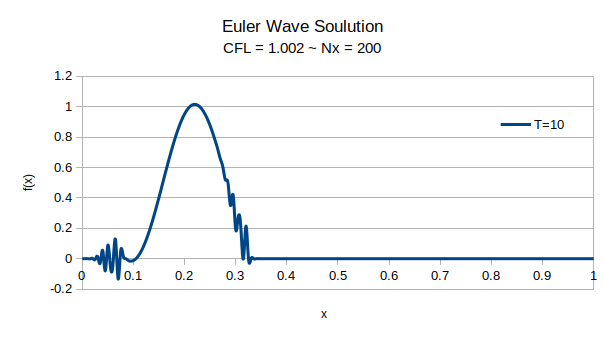 Euler Wave Soulution
CFL = 1.002 ~ Nx = 200
1.2
1
0.8
0.6
0.4
0.2
0
-0.2
f(x)
T=10
0 0.1 0.2 0.3 0.4 0.5 0.6 0.7 0.8 0.9 1
x